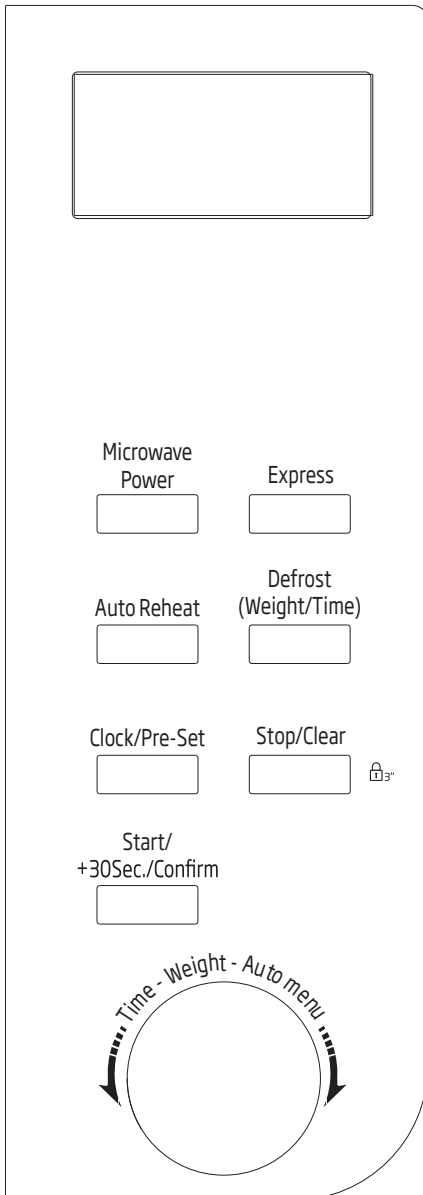 Microwave
Power
Express
Auto Reheat
Defrost
(Weight/Time)
Clock/Pre-Set
Stop/Clear
3"
Start/
+30Sec./Confirm
Time - Weight - Auto menu